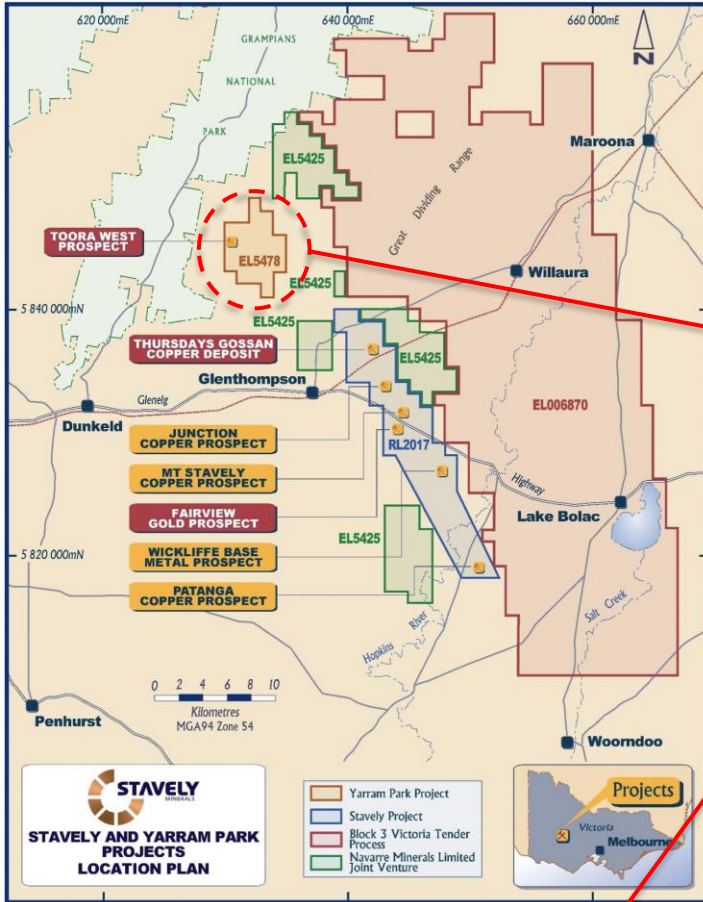 620 000mE
640 000mE
660 000mE
GRAMPIANS
NATIONAL
PARK
N
Maroona
EL5425
Great Dividing Range
TOORA WEST
PROSPECT
EL5478
EL5425
Willaura
5 840 000mN
EL5425
THURSDAYS GOSSAN
COPPER DEPOSIT
EL5425
Glenthompson
EL006870
Glenelg
Dunkeld
JUNCTION
COPPER PROSPECT
RL2017
MT STAVELY
COPPER PROSPECT
Highway
FAIRVIEW
GOLD PROSPECT
Lake Bolac
EL5425
WICKLIFFE BASE
METAL PROSPECT
5 820 000mN
PATANGA
COPPER PROSPECT
Hopkins River
Salt Creek
0 2 4 6 8 10
Kilometres
MGA94 Zone 54
Penhurst
Woorndoo
STAVELY
MINERALS
STAVELY AND YARRAM PARK
PROJECTS
LOCATION PLAN
Yarram Park Project
Stavely Project
Block 3 Victoria Tender
Process
Navarre Minerals Limited
Joint Venture
Projects
Victoria
Melbourne